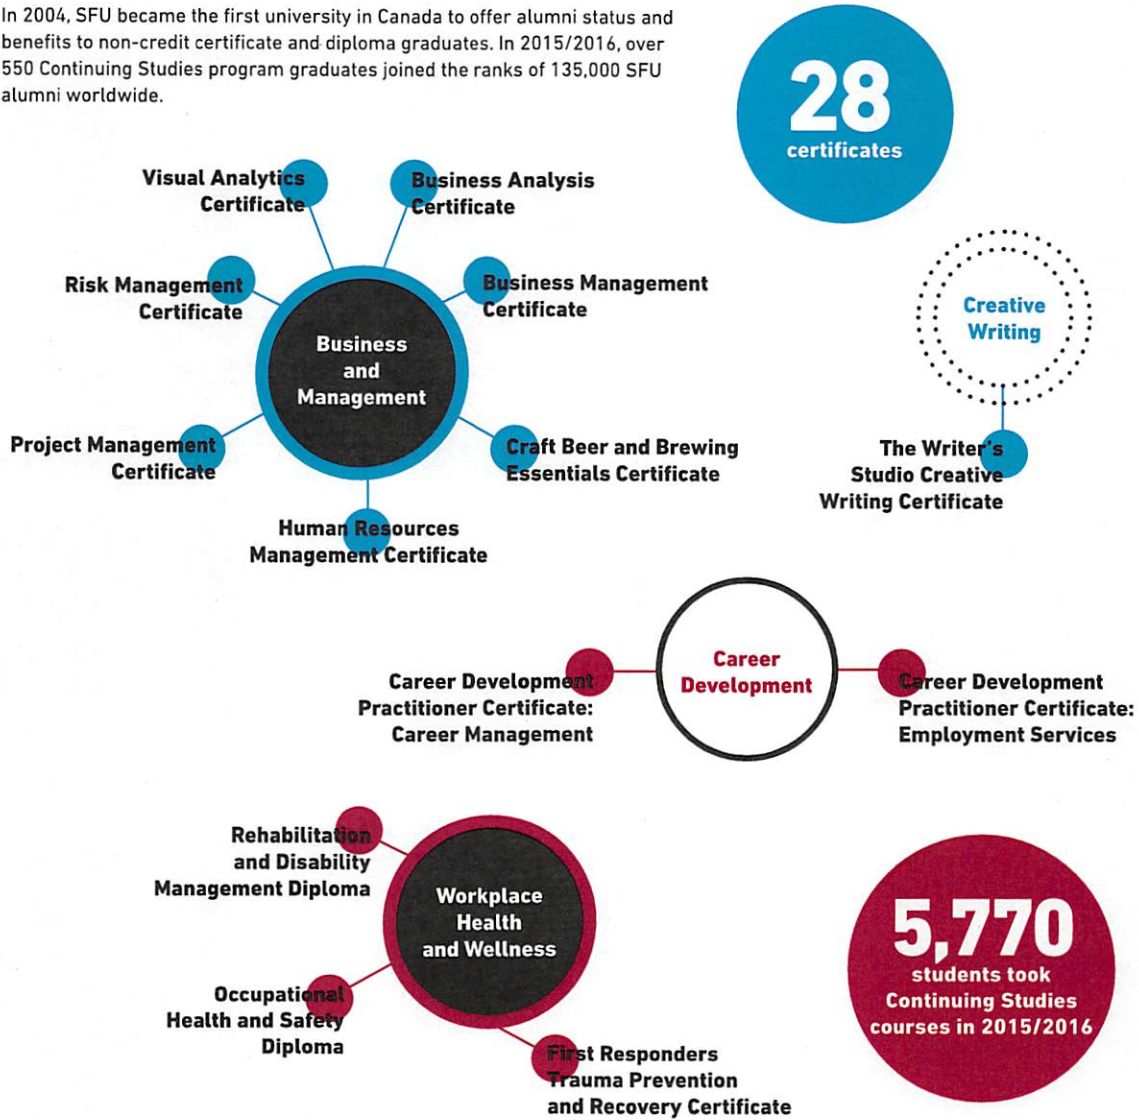 In 2004, SFU became the first university in Canada to offer alumni status and
benefits to non-credit certificate and diploma graduates. In 2015/2016, over
550 Continuing Studies program graduates joined the ranks of 135,000 SFU
alumni worldwide.
28
certificates
Visual Analytics
Certificate
Business Analysis
Certificate
Risk Management
Certificate
Business Management
Certificate
Business
and
Management
Project Management
Certificate
Craft Beer and Brewing
Essentials Certificate
Human Resources
Management Certificate
Creative
Writing
The Writer's
Studio Creative
Writing Certificate
Career
Development
Career Development
Practitioner Certificate:
Career Management
Career Development
Practitioner Certificate:
Employment Services
Rehabilitation
and Disability
Management Diploma
Workplace
Health
and Wellness
Occupational
Health and Safety
Diploma
First Responders
Trauma Prevention
and Recovery Certificate
5,770
students took
Continuing Studies
courses in 2015/2016